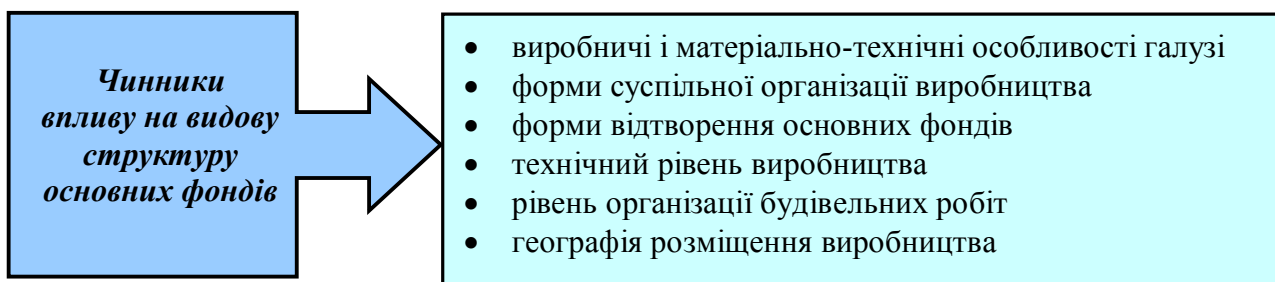 Чинники
впливу на видову
структуру
основних фондів
• виробничі і матеріально-технічні особливості галузі
• форми суспільної організації виробництва
• форми відтворення основних фондів
• технічний рівень виробництва
• рівень організації будівельних робіт
• географія розміщення виробництва